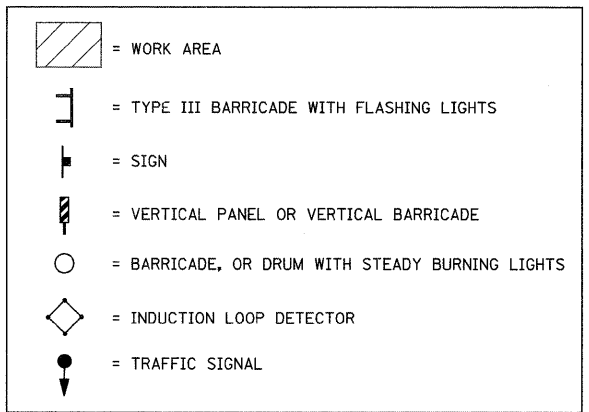 = WORK AREA
= TYPE III BARRICADE WITH FLASHING LIGHTS
= SIGN
= VERTICAL PANEL OR VERTICAL BARRICADE
= BARRICADE, OR DRUM WITH STEADY BURNING LIGHTS
= INDUCTION LOOP DETECTOR
= TRAFFIC SIGNAL